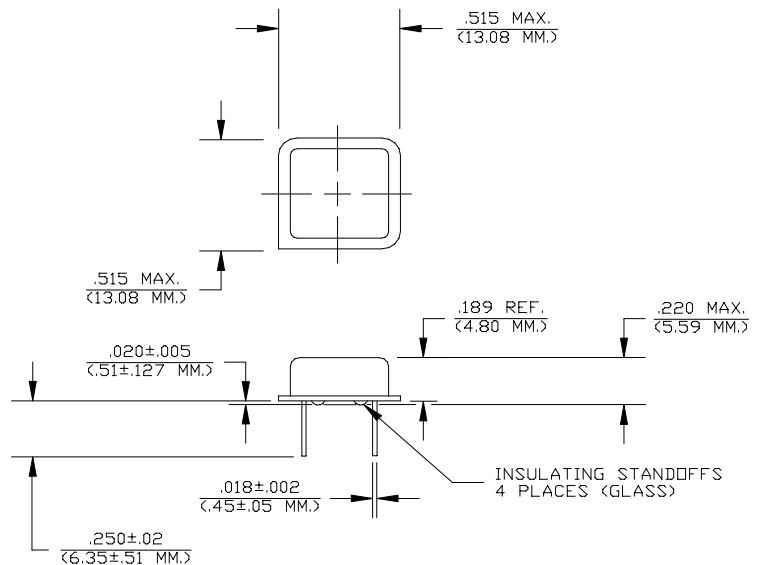 .515 MAX.
(13.08 MM.)
.515 MAX.
(13.08 MM.)
.189 REF.
(4.80 MM.)
.220 MAX.
(5.59 MM.)
.020±.005
(.51±.127 MM.)
INSULATING STANDOFFS
4 PLACES (GLASS)
.018±.002
(.45±.05 MM.)
.250±.02
(6.35±.51 MM.)